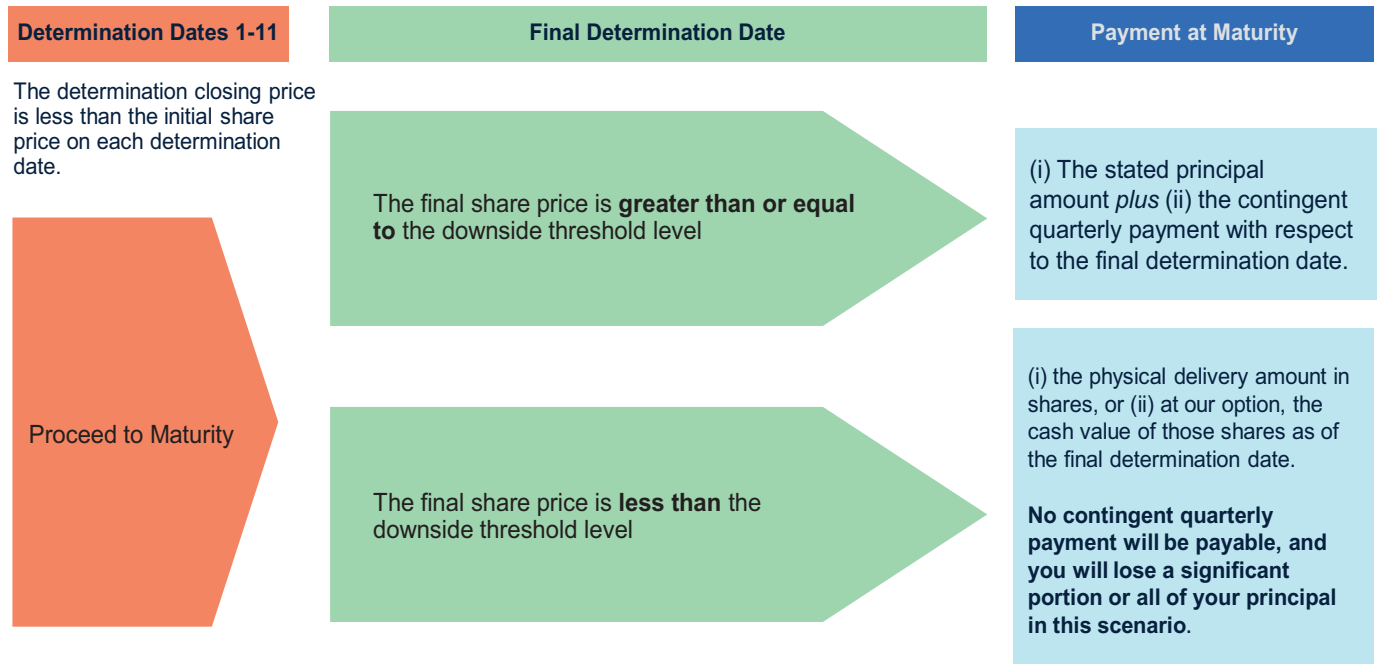 Determination Dates 1-11
Final Determination Date
Payment at Maturity
The determination closing price
is less than the initial share
price on each determination
date.
Proceed to Maturity
The final share price is greater than or equal
to the downside threshold level
(i) The stated principal
amount plus (ii) the contingent
quarterly payment with respect
to the final determination date.
The final share price is less than the
downside threshold level
(i) the physical delivery amount in
shares, or (ii) at our option, the
cash value of those shares as of
the final determination date.
No contingent quarterly
payment will be payable, and
you will lose a significant
portion or all of your principal
in this scenario.